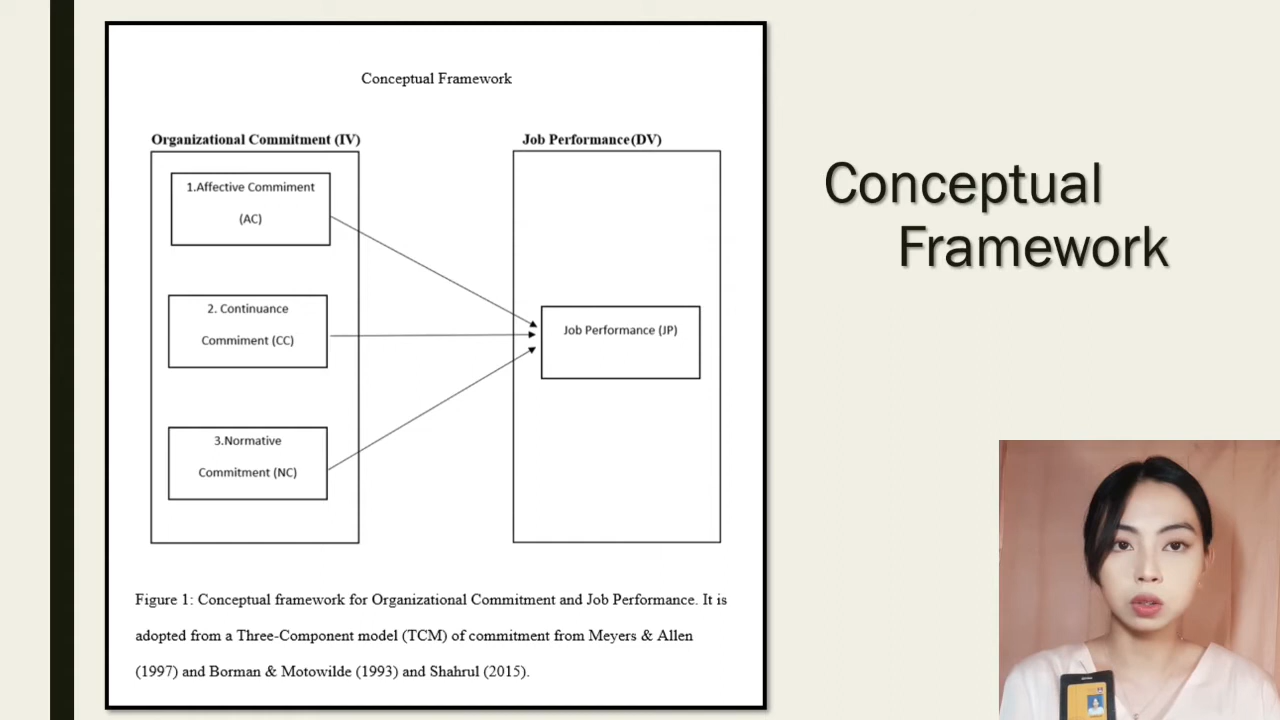 Conceptual Framework
Organizational Commitment (IV)
1.Affective Commiment
(AC)
2. Continuance
Commiment (CC)
3.Normative
Commitment (NC)
Job Performance(DV)
Job Performance (JP)
Figure 1: Conceptual framework for Organizational Commitment and Job Performance. It is
adopted from a Three-Component model (TCM) of commitment from Meyers & Allen
(1997) and Borman & Motowilde (1993) and Shahrul (2015).
Conceptual
Framework